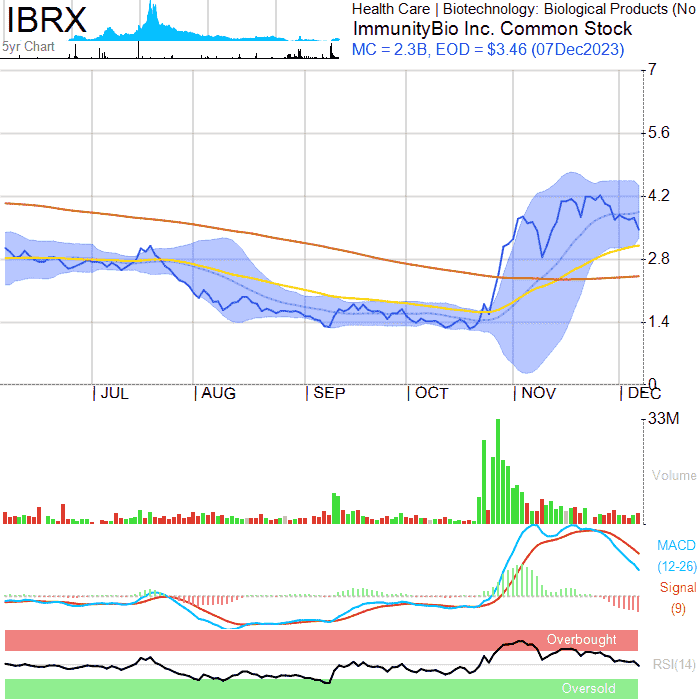 IBRX
Health Care | Biotechnology: Biological Products (No
ImmunityBio Inc. Common Stock
5yr Chart
MC = 2.3B, EOD = $3.46 (07Dec2023)
7
5.6
4.2
2.8
1.4
0
| JUL | AUG | SEP | OCT | NOV | DEC
33M
Volume
MACD
(12-26)
Signal
(9)
Overbought
RSI(14)
Oversold